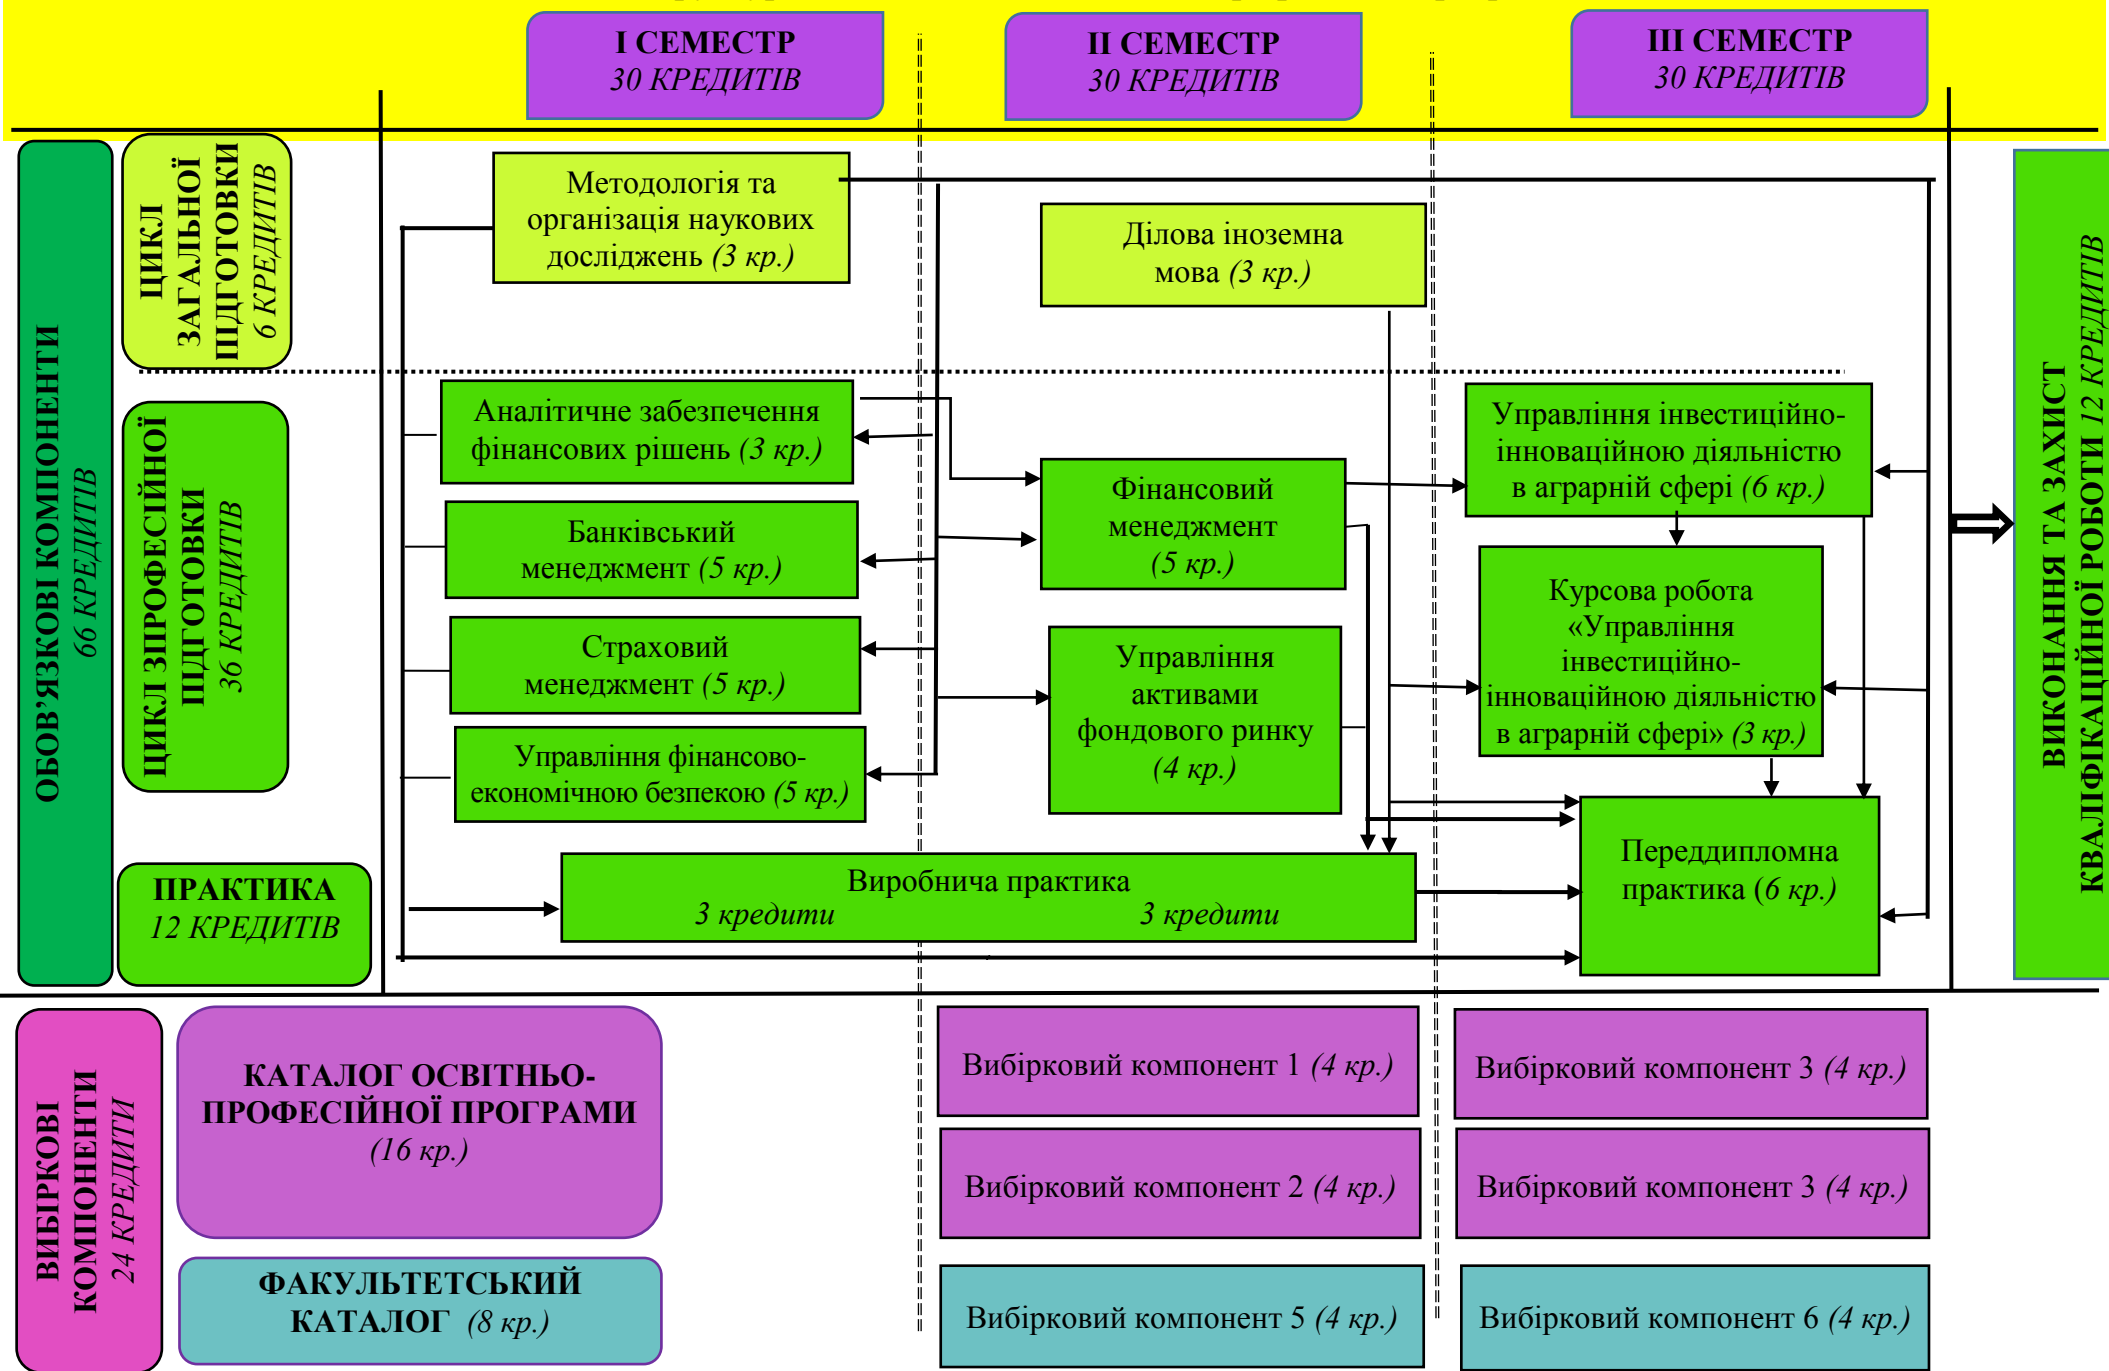 І СЕМЕСТР
30 КРЕДИТІВ
ІІ СЕМЕСТР
30 КРЕДИТІВ
ІІІ СЕМЕСТР
30 КРЕДИТІВ
ОБОВ’ЯЗКОВІ КОМПОНЕНТИ
66 КРЕДИТІВ
ЦИКЛ
ЗАГАЛЬНОЇ
ПІДГОТОВКИ
6 КРЕДИТІВ
Методологія та
організація наукових
досліджень (3 кр.)
Ділова іноземна
мова (3 кр.)
ЦИКЛ ЗПРОФЕСІЙНОЇ
ПІДГОТОВКИ
36 КРЕДИТІВ
Аналітичне забезпечення
фінансових рішень (3 кр.)
Банківський
менеджмент (5 кр.)
Страховий
менеджмент (5 кр.)
Управління фінансово-
економічною безпекою (5 кр.)
Фінансовий
менеджмент
(5 кр.)
Управління
активами
фондового ринку
(4 кр.)
Управління інвестиційно-
інноваційною діяльністю
в аграрній сфері (6 кр.)
Курсова робота
«Управління
інвестиційно-
інноваційною діяльністю
в аграрній сфері» (3 кр.)
ПРАКТИКА
12 КРЕДИТІВ
Виробнича практика
3 кредити 3 кредити
Переддипломна
практика (6 кр.)
ВИКОНАННЯ ТА ЗАХИСТ
КВАЛІФІКАЦІЙНОЇ РОБОТИ 12 КРЕДИТІВ
ВИБІРКОВІ
КОМПОНЕНТИ
24 КРЕДИТИ
КАТАЛОГ ОСВІТНЬО-
ПРОФЕСІЙНОЇ ПРОГРАМИ
(16 кр.)
Вибірковий компонент 1 (4 кр.)
Вибірковий компонент 3 (4 кр.)
Вибірковий компонент 2 (4 кр.)
Вибірковий компонент 3 (4 кр.)
ФАКУЛЬТЕТСЬКИЙ
КАТАЛОГ (8 кр.)
Вибірковий компонент 5 (4 кр.)
Вибірковий компонент 6 (4 кр.)